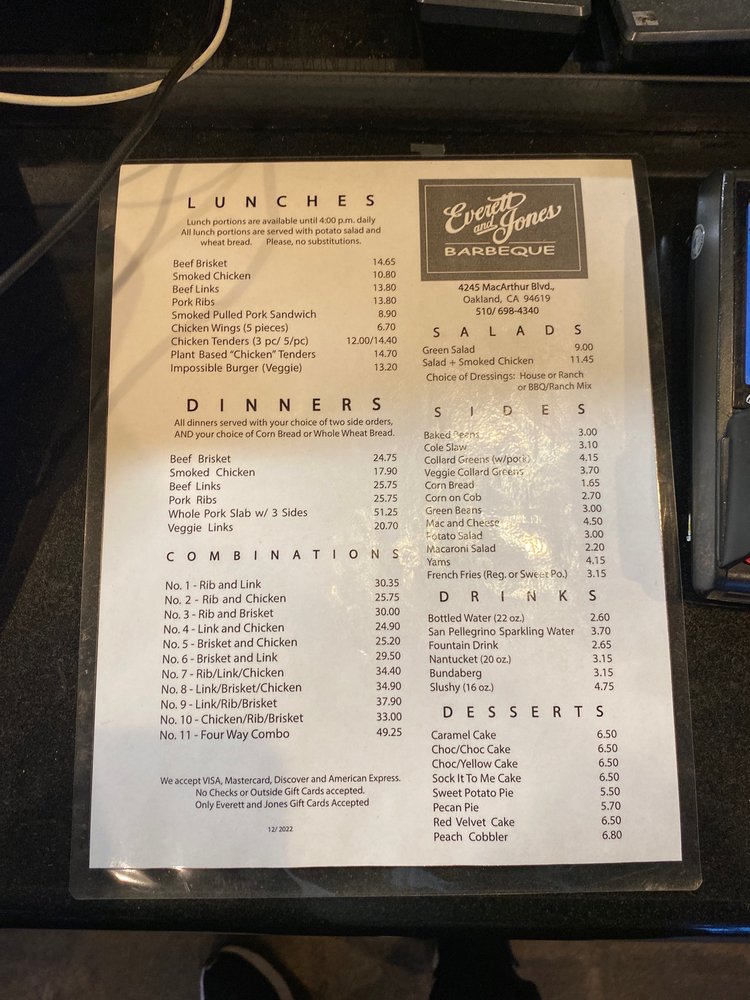 LUNCHES
Lunch portions are available until 4:00 p.m. daily
All lunch portions are served with potato salad and
wheat bread. Please, no substitutions.
Beef Brisket 14.65
Smoked Chicken 10.80
Beef Links 13.80
Pork Ribs 13.80
Smoked Pulled Pork Sandwich 8.90
Chicken Wings (5 pieces) 6.70
Chicken Tenders (3 pc/ 5/pc) 12.00/14.40
Plant Based "Chicken" Tenders 14.70
Impossible Burger (Veggie) 13.20
DINNERS
All dinners served with your choice of two side orders,
AND your choice of Corn Bread or Whole Wheat Bread.
Beef Brisket 24.75
Smoked Chicken 17.90
Beef Links 25.75
Pork Ribs 25.75
Whole Pork Slab w/ 3 Sides 51.25
Veggie Links 20.70
COMBINATIONS
No. 1 - Rib and Link 30.35
No. 2 - Rib and Chicken 25.75
No. 3 - Rib and Brisket 30.00
No. 4 - Link and Chicken 24.90
No. 5 - Brisket and Chicken 25.20
No. 6 - Brisket and Link 29.50
No. 7 - Rib/Link/Chicken 34.40
No. 8 - Link/Brisket/Chicken 34.90
No. 9 - Link/Rib/Brisket 37.90
No. 10 - Chicken/Rib/Brisket 33.00
No. 11 - Four Way Combo 49.25
We accept VISA, Mastercard, Discover and American Express.
No Checks or Outside Gift Cards accepted.
Only Everett and Jones Gift Cards Accepted
12/ 2022
Everett
and Jones
BARBEQUE
4245 MacArthur Blvd.,
Oakland, CA 94619
510/ 698-4340
SALADS
Green Salad 9.00
Salad + Smoked Chicken 11.45
Choice of Dressings: House or Ranch
or BBQ/Ranch Mix
SIDES
Baked Beans 3.00
Cole Slaw 3.10
Collard Greens (w/pork) 4.15
Veggie Collard Greens 3.70
Corn Bread 1.65
Corn on Cob 2.70
Green Beans 3.00
Mac and Cheese 4.50
Potato Salad 3.00
Macaroni Salad 2.20
Yams 4.15
French Fries (Reg. or Sweet Po.) 3.15
DRINKS
Bottled Water (22 oz.) 2.60
San Pellegrino Sparkling Water 3.70
Fountain Drink 2.65
Nantucket (20 oz.) 3.15
Bundaberg 3.15
Slushy (16 oz.) 4.75
DESSERTS
Caramel Cake 6.50
Choc/Choc Cake 6.50
Choc/Yellow Cake 6.50
Sock It To Me Cake 6.50
Sweet Potato Pie 5.50
Pecan Pie 5.70
Red Velvet Cake 6.50
Peach Cobbler 6.80